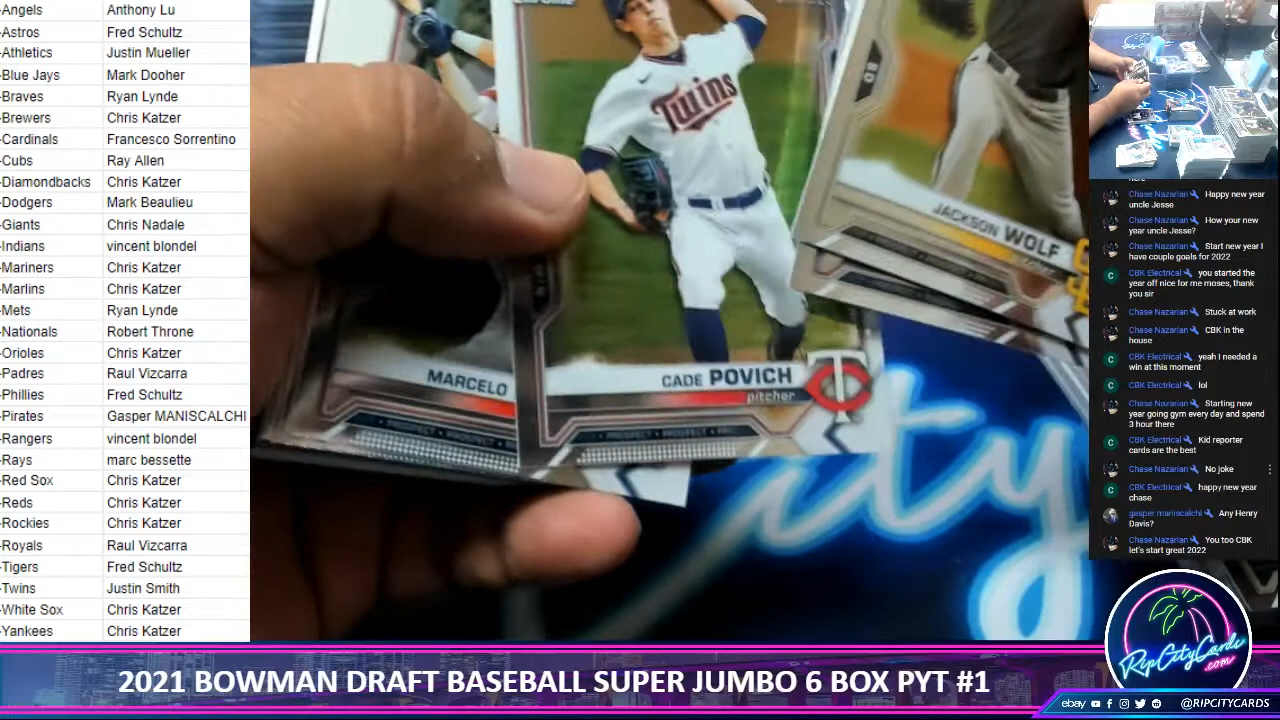 -Angels Anthony Lu
-Astros Fred Schultz
-Athletics Justin Mueller
-Blue Jays Mark Dooher
-Braves Ryan Lynde
-Brewers Chris Katzer
-Cardinals Francesco Sorrentino
-Cubs Ray Allen
-Diamondbacks Chris Katzer
-Dodgers Mark Beaulieu
-Giants Chris Nadale
-Indians vincent blondel
-Mariners Chris Katzer
-Marlins Chris Katzer
-Mets Ryan Lynde
-Nationals Robert Throne
-Orioles Chris Katzer
-Padres Raul Vizcarra
-Phillies Fred Schultz
-Pirates Gasper MANISCALCHI
-Rangers vincent blondel
-Rays marc bessette
-Red Sox Chris Katzer
-Reds Chris Katzer
-Rockies Chris Katzer
-Royals Raul Vizcarra
-Tigers Fred Schultz
-Twins Justin Smith
-White Sox Chris Katzer
-Yankees Chris Katzer
Twins
BD
JACKSON WOLF
MARCELO
CADE POVICH
pitcher
PROSPECT PROSPECT
ity
Chase Nazarian Happy new year
uncle Jesse
Chase Nazarian How your new
year uncle Jesse?
Chase Nazarian Start new year I
have couple goals for 2022
CBK Electrical you started the
year off nice for me moses, thank
you sir
Chase Nazarian Stuck at work
Chase Nazarian CBK in the
house
CBK Electrical yeah I needed a
win at this moment
CBK Electrical lol
Chase Nazarian Starting new
year going gym every day and spend
3 hour there
CBK Electrical Kid reporter
cards are the best
Chase Nazarian No joke
CBK Electrical happy new year
chase
gasper maniscalchi Any Henry
Davis?
Chase Nazarian You too CBK
let's start great 2022
RipCityCards
.com
2021 BOWMAN DRAFT BASEBALL SUPER JUMBO 6 BOX PYT #1
ebay @RIPCITYCARDS